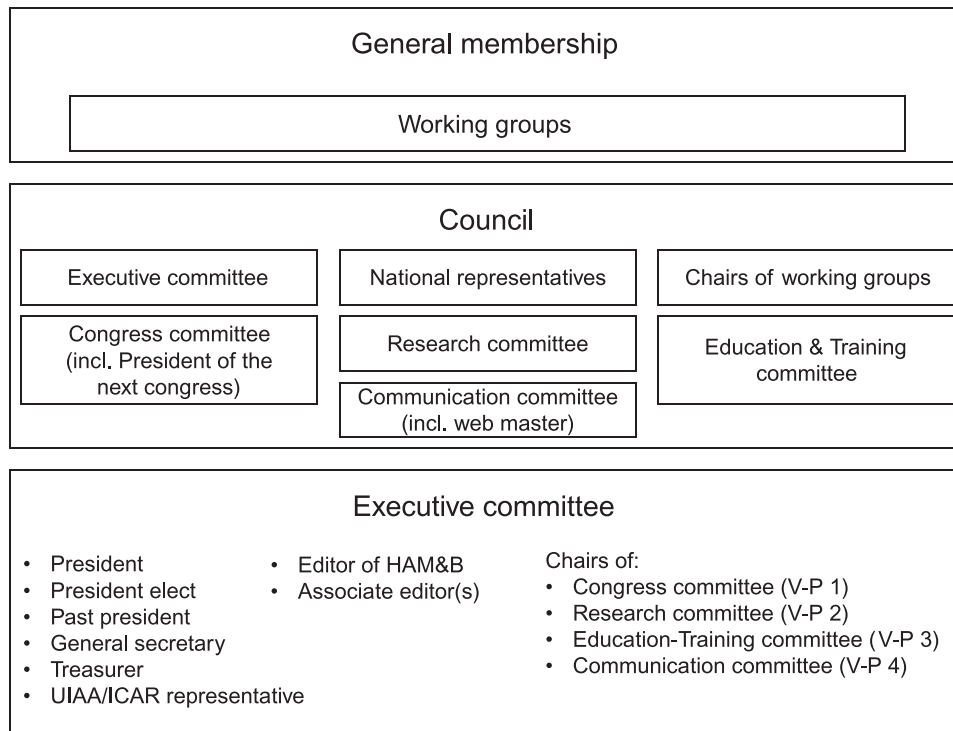 General membership
Working groups
Council
Executive committee
National representatives
Chairs of working groups
Congress committee
(incl. President of the
next congress)
Research committee
Communication committee
(incl. web master)
Education & Training
committee
Executive committee
• President
• President elect
• Past president
• General secretary
• Treasurer
• UIAA/ICAR representative
• Editor of HAM&B
• Associate editor(s)
Chairs of:
• Congress committee (V-P 1)
• Research committee (V-P 2)
• Education-Training committee (V-P 3)
• Communication committee (V-P 4)